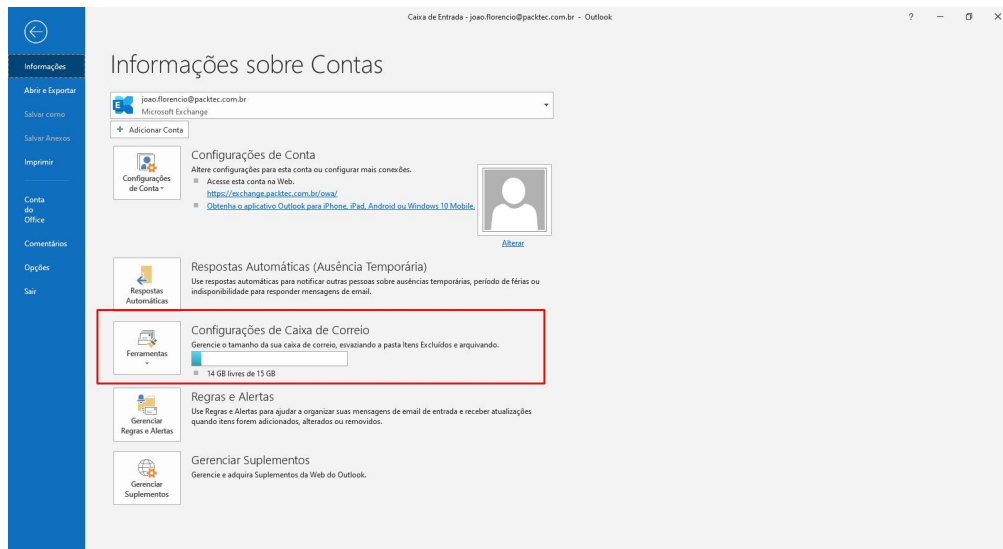 Caixa de Entrada - joao.florencio@packtec.com.br - Outlook
?
Informações
Abrir e Exportar
Salvar como
Salvar Anexos
Imprimir
Conta
do
Office
Comentários
Opções
Sair
Informações sobre Contas
E
joao.florencio@packtec.com.br
Microsoft Exchange
+ Adicionar Conta
Configurações
de Conta
Configurações de Conta
Altere configurações para esta conta ou configurar mais conexões.
Acesse esta conta na Web.
https://exchange.packtec.com.br/owa/
Obtenha o aplicativo Outlook para iPhone, iPad, Android ou Windows 10 Mobile.
Alterar
Respostas
Automáticas
Respostas Automáticas (Ausência Temporária)
Use respostas automáticas para notificar outras pessoas sobre ausências temporárias, período de férias ou
indisponibilidade para responder mensagens de email.
Ferramentas
Configurações de Caixa de Correio
Gerencie o tamanho da sua caixa de correio, esvaziando a pasta Itens Excluídos e arquivando.
14 GB livres de 15 GB
Gerenciar
Regras e Alertas
Regras e Alertas
Use Regras e Alertas para ajudar a organizar suas mensagens de email de entrada e receber atualizações
quando itens forem adicionados, alterados ou removidos.
Gerenciar
Suplementos
Gerenciar Suplementos
Gerencie e adquira Suplementos da Web do Outlook.